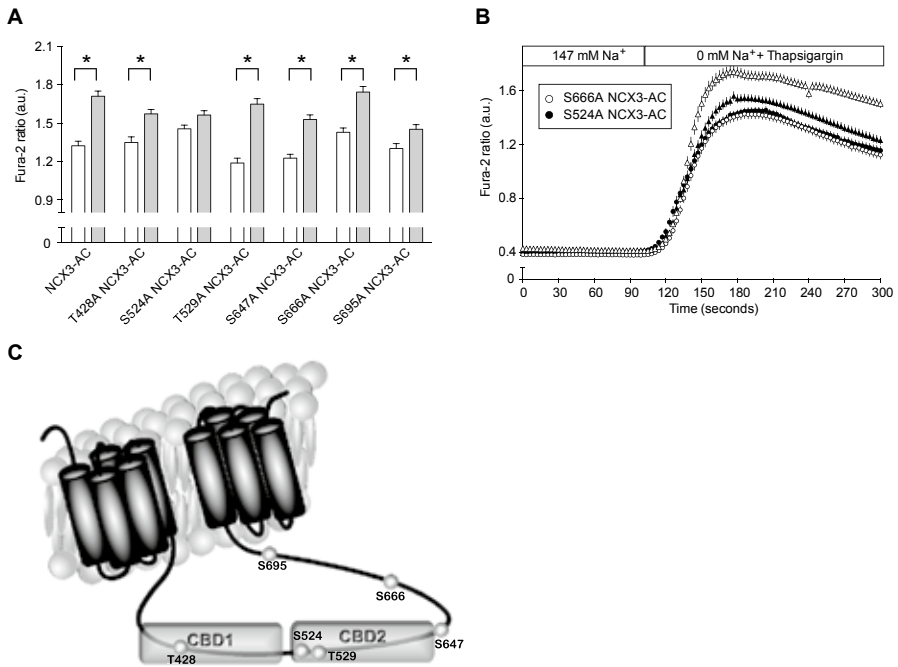 A
Fura-2 ratio (a.u.)
2.1
1.8
1.5
1.2
0.9
0
* * * * * *
NCX3-AC
T428A NCX3-AC
S524A NCX3-AC
T529A NCX3-AC
S647A NCX3-AC
S666A NCX3-AC
S695A NCX3-AC
B
147 mM Na+ 0 mM Na++ Thapsigargin
S666A NCX3-AC
S524A NCX3-AC
Fura-2 ratio (a.u.)
1.6
1.2
0.8
0.4
0
0 30 60 90 120 150 180 210 240 270 300
Time (seconds)
C
S695
S666
S647
CBD1
T428
S524
CBD2
T529